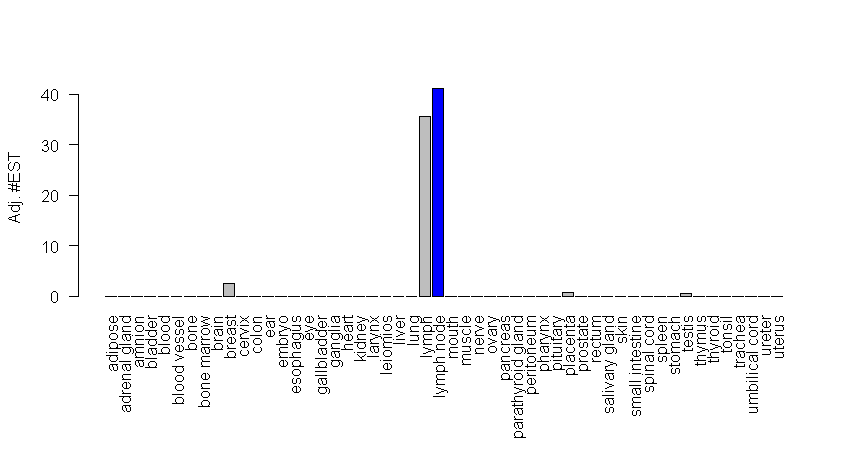 Adj. #EST
40
30
20
10
0
adipose
adrenal gland
amnion
bladder
blood
blood vessel
bone
bone marrow
brain
breast
cervix
colon
ear
embryo
esophagus
eye
gallbladder
ganglia
heart
kidney
larynx
leiomios
liver
lung
lymph
lymph node
mouth
muscle
nerve
ovary
pancreas
parathyroid gland
peritoneum
pharynx
pituitary
placenta
prostate
rectum
salivary gland
skin
small intestine
spinal cord
spleen
stomach
testis
thymus
thyroid
tonsil
trachea
umbilical cord
ureter
uterus